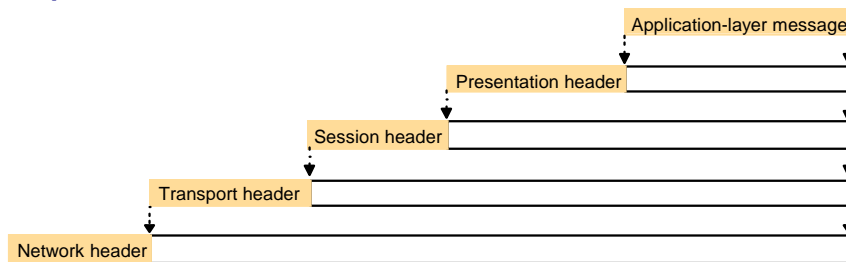 Application-layer message
Presentation header
Session header
Transport header
Network header